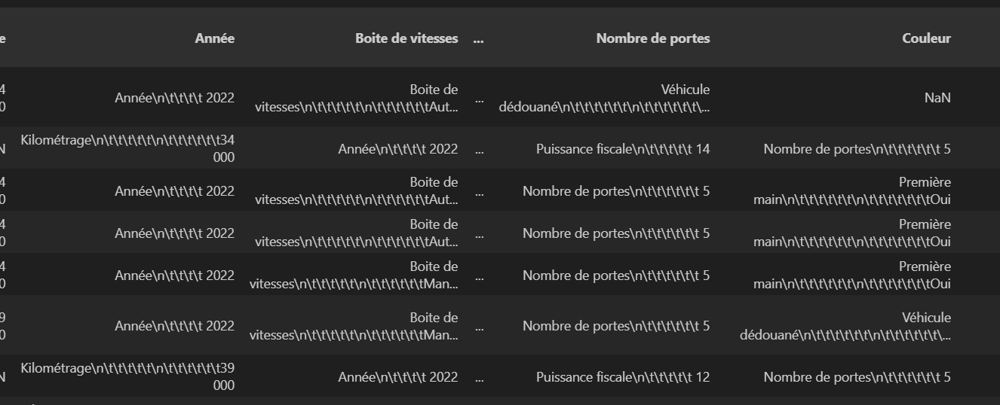 e Année Boite de vitesses ... Nombre de portes Couleur
4 Boite de Véhicule
Année\n\t\t\t\t 2022 ... NaN
0 vitesses\n\t\t\t\t\t\n\t\t\t\t\t\tAut... dédouané\n\t\t\t\t\t\t\n\t\t\t\t\t\t\...
Kilométrage\n\t\t\t\t\t\n\t\t\t\t\t\t34
N Année\n\t\t\t\t 2022 ... Puissance fiscale\n\t\t\t\t\t 14 Nombre de portes\n\t\t\t\t\t\t 5
000
4 Boite de Première
Année\n\t\t\t\t 2022 ... Nombre de portes\n\t\t\t\t\t\t 5
0 vitesses\n\t\t\t\t\t\n\t\t\t\t\t\tAut... main\n\t\t\t\t\t\t\n\t\t\t\t\t\t\tOui
4 Boite de Première
Année\n\t\t\t\t 2022 ... Nombre de portes\n\t\t\t\t\t\t 5
0 vitesses\n\t\t\t\t\t\n\t\t\t\t\t\tAut... main\n\t\t\t\t\t\t\n\t\t\t\t\t\t\tOui
4 Boite de Première
Année\n\t\t\t\t 2022 ... Nombre de portes\n\t\t\t\t\t\t 5
0 vitesses\n\t\t\t\t\t\n\t\t\t\t\t\tMan... main\n\t\t\t\t\t\t\n\t\t\t\t\t\t\tOui
9 Boite de Véhicule
Année\n\t\t\t\t 2022 ... Nombre de portes\n\t\t\t\t\t\t 5
0 vitesses\n\t\t\t\t\t\n\t\t\t\t\t\tMan... dédouané\n\t\t\t\t\t\t\n\t\t\t\t\t\t\...
Kilométrage\n\t\t\t\t\t\n\t\t\t\t\t\t39
N Année\n\t\t\t\t 2022 ... Puissance fiscale\n\t\t\t\t\t 12 Nombre de portes\n\t\t\t\t\t\t 5
000